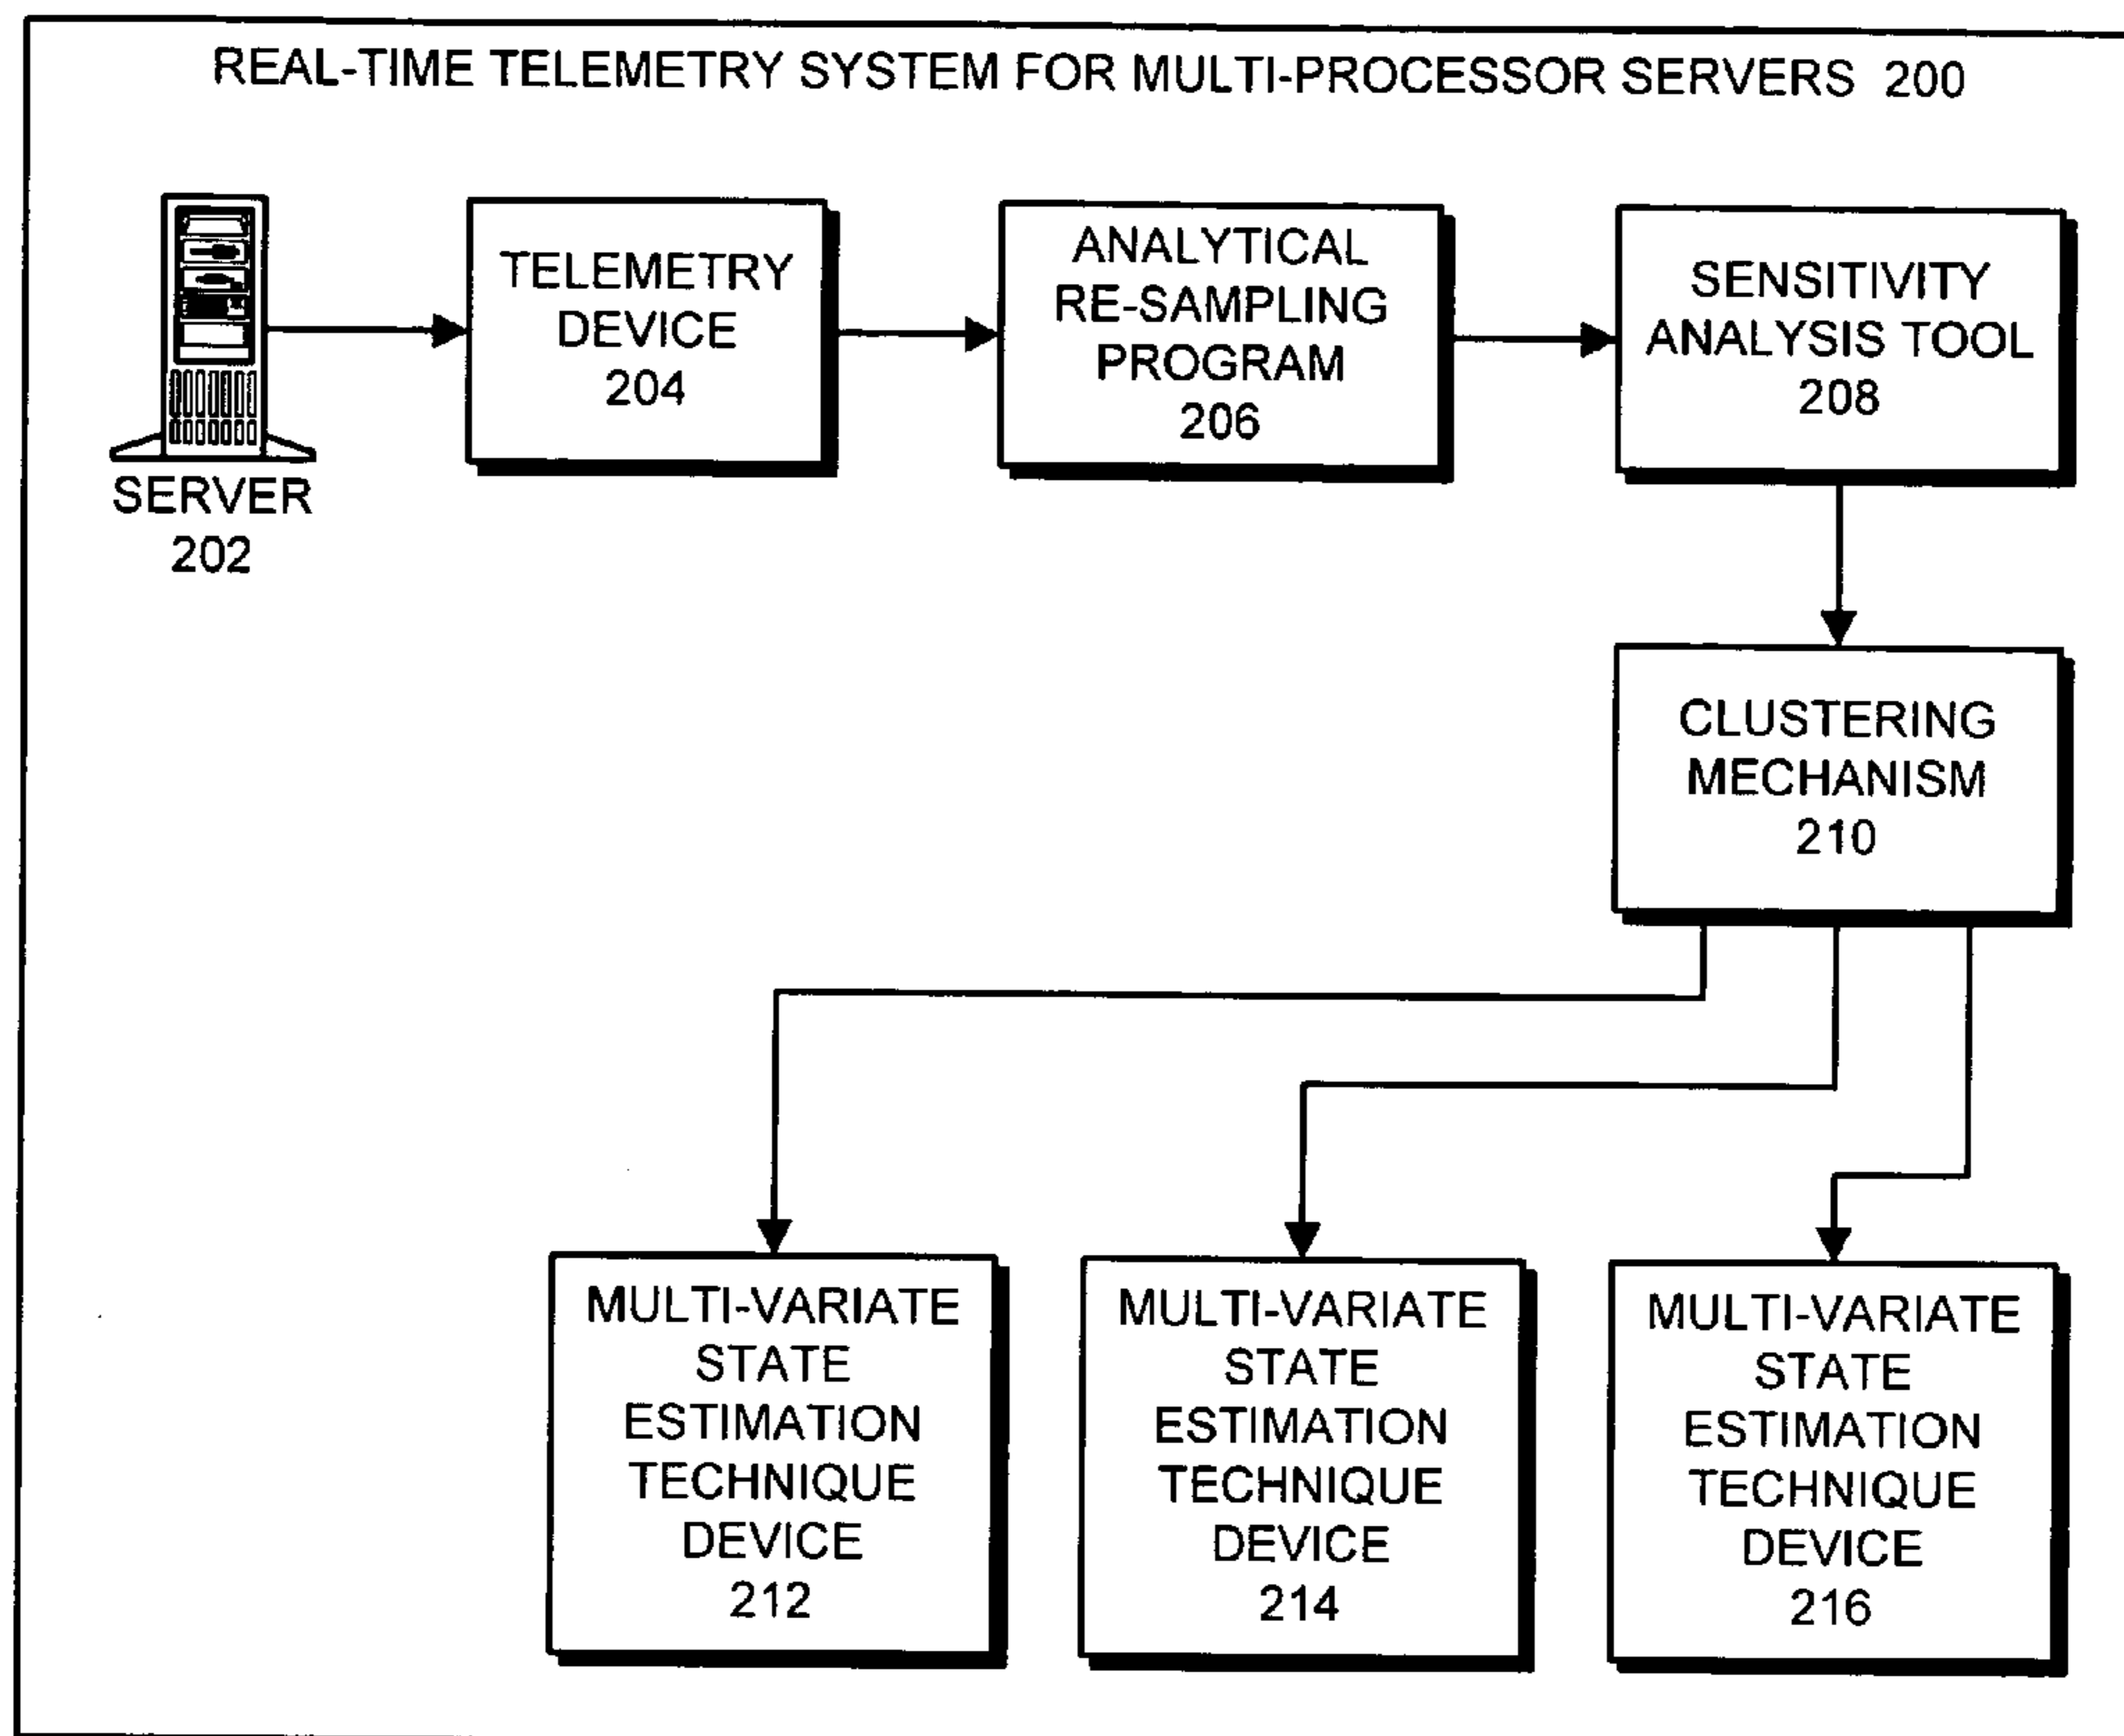 REAL-TIME TELEMETRY SYSTEM FOR MULTI-PROCESSOR SERVERS 200
SERVER
202
TELEMETRY
DEVICE
204
ANALYTICAL
RE-SAMPLING
PROGRAM
206
SENSITIVITY
ANALYSIS TOOL
208
CLUSTERING
MECHANISM
210
MULTI-VARIATE
STATE
ESTIMATION
TECHNIQUE
DEVICE
212
MULTI-VARIATE
STATE
ESTIMATION
TECHNIQUE
DEVICE
214
MULTI-VARIATE
STATE
ESTIMATION
TECHNIQUE
DEVICE
216